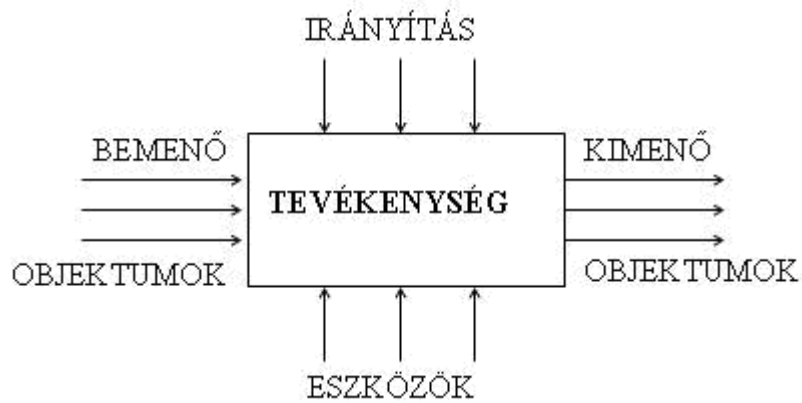 IRÁNYÍTÁS
BEMENŐ
KIMENŐ
TEVÉKENYSÉG
OBJEKTUMOK
OBJEKTUMOK
ESZKÖZÖK